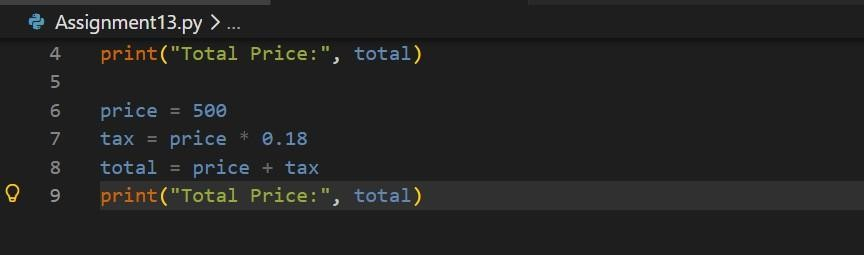 Assignment13.py > ...
4 print("Total Price:", total)
5
6 price = 500
7 tax = price * 0.18
8 total = price + tax
9 print("Total Price:", total)